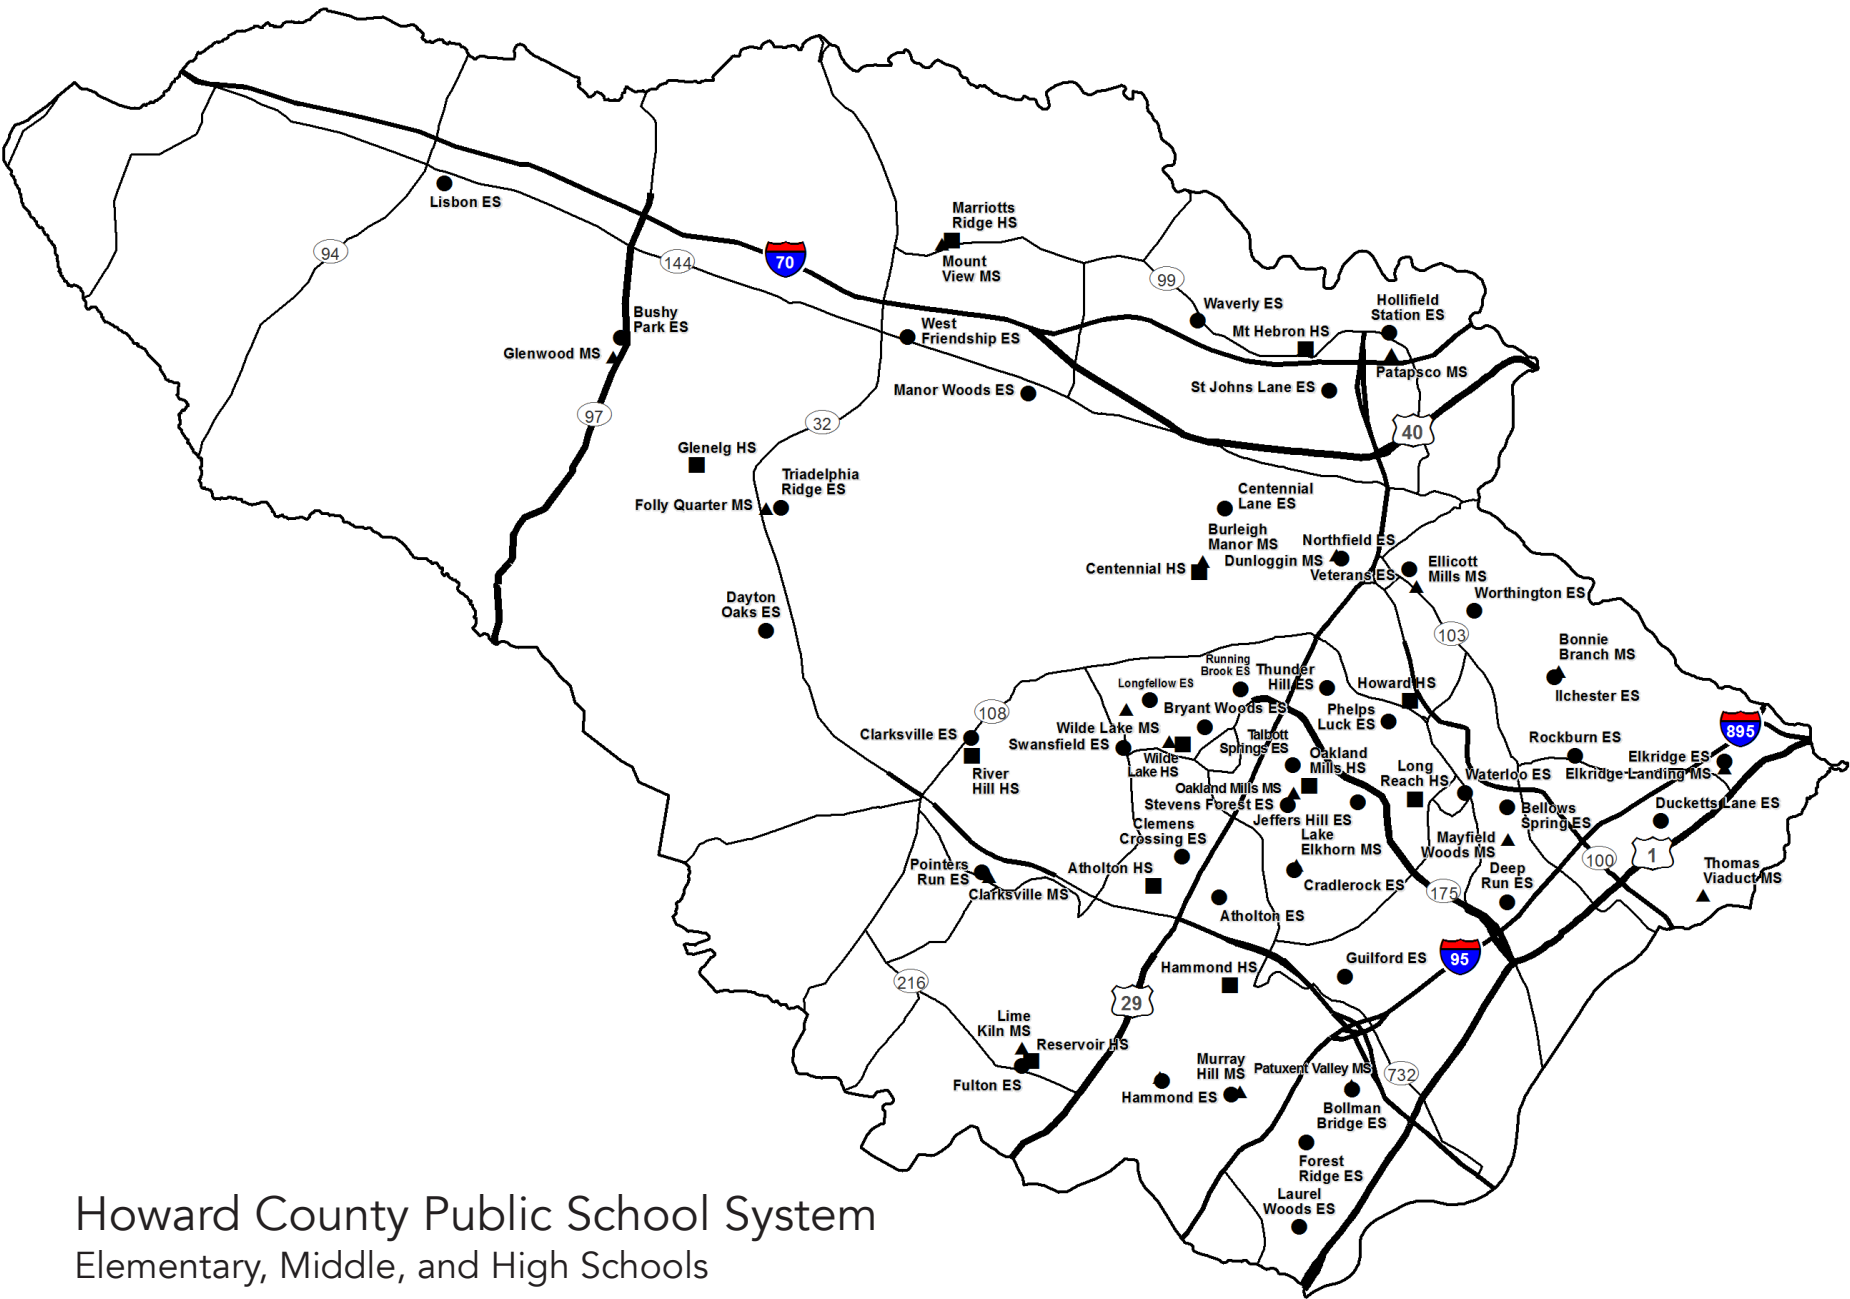 Marriotts
Ridge HS
Lisbon ES
94
144
70
Mount
View MS
99
Waverly ES
Hollifield
Station ES
Bushy
Park ES
Glenwood MS
West
Friendship ES
Mt Hebron HS
Patapsco MS
Manor Woods ES
St Johns Lane ES
97
32
40
Glenelg HS
Triadelphia
Ridge ES
Folly Quarter MS
Centennial
Lane ES
Burleigh
Manor MS
Northfield ES
Dunloggin MS
Centennial HS
Veterans ES
Ellicott
Mills MS
Worthington ES
Dayton
Oaks ES
103
Bonnie
Branch MS
Ilchester ES
Running
Brook ES
Thunder
Hill ES
Longfellow ES
Howard HS
Bryant Woods ES
Phelps
Luck ES
108
Wilde Lake MS
Clarksville ES
Swansfield ES
Talbott
Springs ES
895
Rockburn ES
Wilde
Lake HS
Oakland
Mills HS
Elkridge ES
River
Hill HS
Long
Reach HS
Waterloo ES
Elkridge Landing MS
Oakland Mills MS
Stevens Forest ES
Ducketts Lane ES
Bellows
Spring ES
Jeffers Hill ES
Clemens
Crossing ES
Lake
Elkhorn MS
Mayfield
Woods MS
100
1
Pointers
Run ES
Atholton HS
Deep
Run ES
Thomas
Viaduct MS
Clarksville MS
Cradlerock ES
175
Atholton ES
Guilford ES
95
Hammond HS
216
29
Lime
Kiln MS
Reservoir HS
Fulton ES
Murray
Hill MS
Patuxent Valley MS
732
Hammond ES
Bollman
Bridge ES
Forest
Ridge ES
Laurel
Woods ES
Howard County Public School System
Elementary, Middle, and High Schools